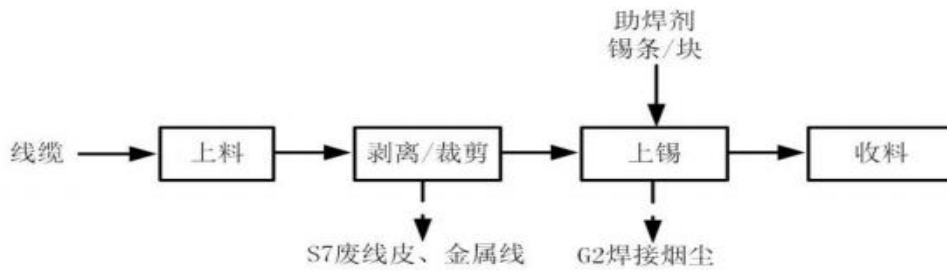 助焊剂
锡条/块
线缆
上料
剥离/裁剪
上锡
收料
S7废线皮、金属线
G2焊接烟尘